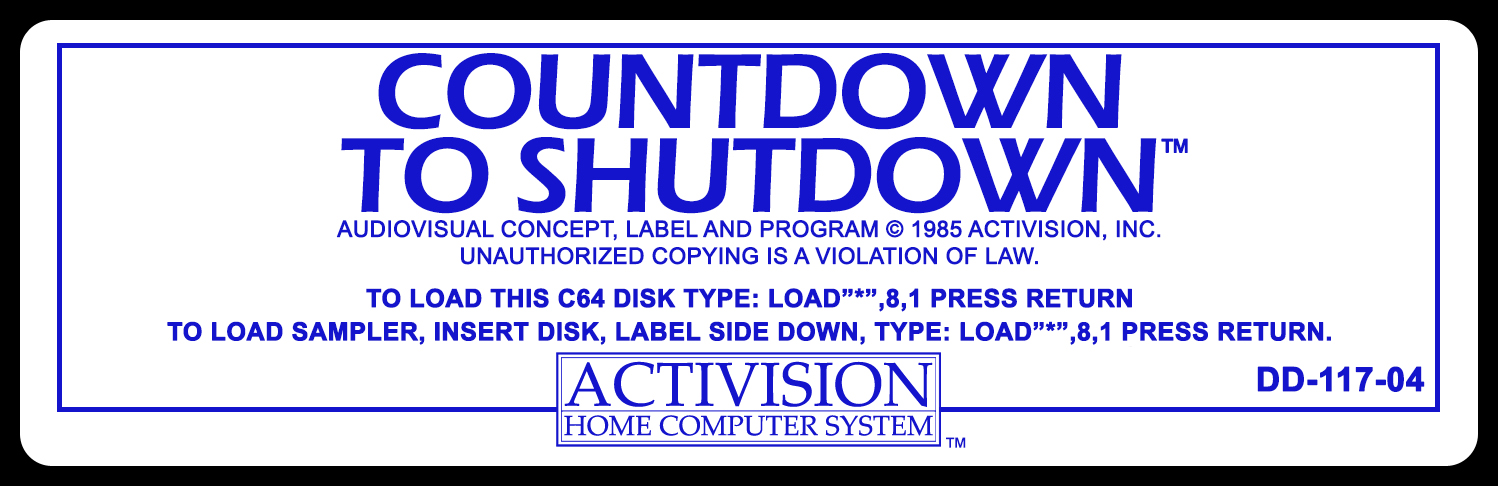 COUNTDOWN
TO SHUTDOWN™
AUDIOVISUAL CONCEPT, LABEL AND PROGRAM © 1985 ACTIVISION, INC.
UNAUTHORIZED COPYING IS A VIOLATION OF LAW.
TO LOAD THIS C64 DISK TYPE: LOAD”*”,8,1 PRESS RETURN
TO LOAD SAMPLER, INSERT DISK, LABEL SIDE DOWN, TYPE: LOAD”*”,8,1 PRESS RETURN.
DD-117-04
ACTIVISION
HOME COMPUTER SYSTEM™